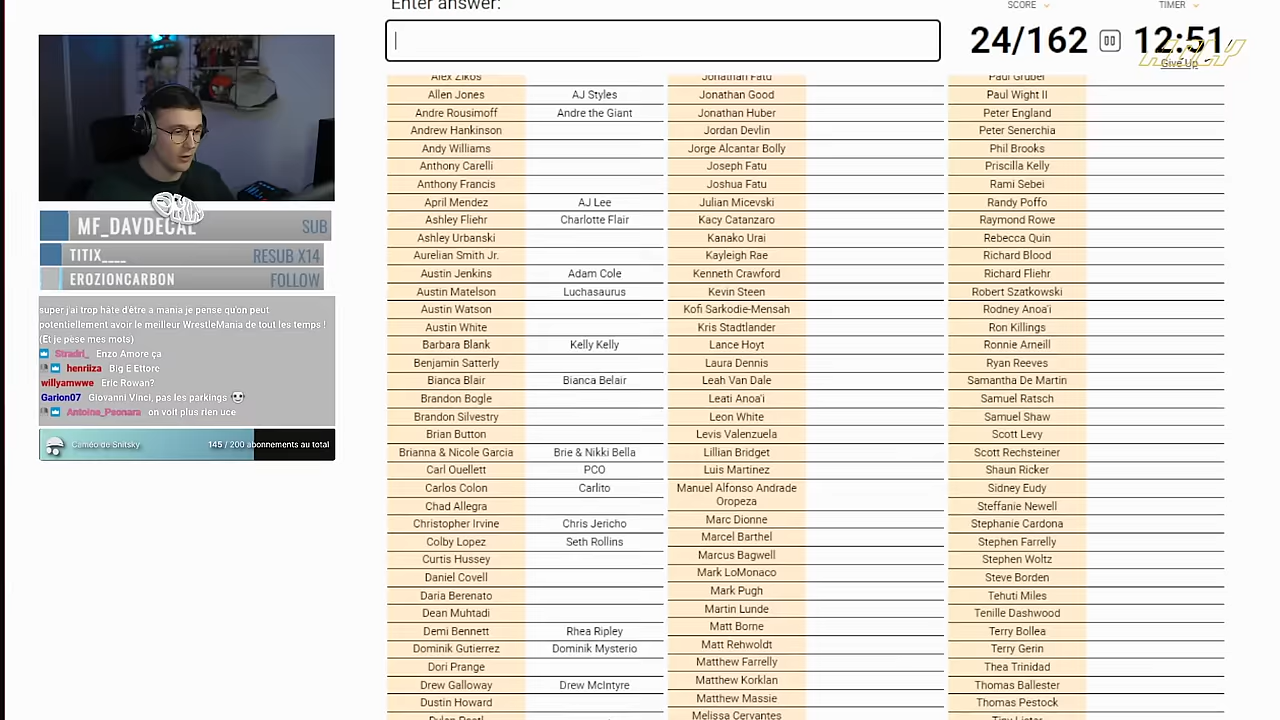 Enter answer:
SCORE
TIMER
24/162
12:51
Give Up
MF_DAVDECAL SUB
TITIX____ RESUB X14
EROZIONCARBON FOLLOW
super j'ai trop hâte d'être a mania je pense qu'on peut
potentiellement avoir le meilleur WrestleMania de tout les temps !
(Et je pèse mes mots)
Stradri_ Enzo Amore ça
henriiza Big E Ettore
willyamwwe Eric Rowan?
Garlon07 Giovanni Vinci, pas les parkings
Antoine_Peonara on voit plus rien uce
Caméo de Snitsky 145 / 200 abonnements au total
Alex Zikos
Allen Jones AJ Styles
Andre Rousimoff Andre the Giant
Andrew Hankinson
Andy Williams
Anthony Carelli
Anthony Francis
April Mendez AJ Lee
Ashley Fliehr Charlotte Flair
Ashley Urbanski
Aurelian Smith Jr.
Austin Jenkins Adam Cole
Austin Matelson Luchasaurus
Austin Watson
Austin White
Barbara Blank Kelly Kelly
Benjamin Satterly
Bianca Blair Bianca Belair
Brandon Bogle
Brandon Silvestry
Brian Button
Brianna & Nicole Garcia Brie & Nikki Bella
Carl Ouellett PCO
Carlos Colon Carlito
Chad Allegra
Christopher Irvine Chris Jericho
Colby Lopez Seth Rollins
Curtis Hussey
Daniel Covell
Daria Berenato
Dean Muhtadi
Demi Bennett Rhea Ripley
Dominik Gutierrez Dominik Mysterio
Dori Prange
Drew Galloway Drew McIntyre
Dustin Howard
Jonathan Fatu
Jonathan Good
Jonathan Huber
Jordan Devlin
Jorge Alcantar Bolly
Joseph Fatu
Joshua Fatu
Julian Micevski
Kacy Catanzaro
Kanako Urai
Kayleigh Rae
Kenneth Crawford
Kevin Steen
Kofi Sarkodie-Mensah
Kris Stadtlander
Lance Hoyt
Laura Dennis
Leah Van Dale
Leati Anoa'i
Leon White
Levis Valenzuela
Lillian Bridget
Luis Martinez
Manuel Alfonso Andrade
Oropeza
Marc Dionne
Marcel Barthel
Marcus Bagwell
Mark LoMonaco
Mark Pugh
Martin Lunde
Matt Borne
Matt Rehwoldt
Matthew Farrelly
Matthew Korklan
Matthew Massie
Melissa Cervantes
Paul Gruber
Paul Wight II
Peter England
Peter Senerchia
Phil Brooks
Priscilla Kelly
Rami Sebei
Randy Poffo
Raymond Rowe
Rebecca Quin
Richard Blood
Richard Fliehr
Robert Szatkowski
Rodney Anoa'i
Ron Killings
Ronnie Arneill
Ryan Reeves
Samantha De Martin
Samuel Ratsch
Samuel Shaw
Scott Levy
Scott Rechsteiner
Shaun Ricker
Sidney Eudy
Steffanie Newell
Stephanie Cardona
Stephen Farrelly
Stephen Woltz
Steve Borden
Tehuti Miles
Tenille Dashwood
Terry Bollea
Terry Gerin
Thea Trinidad
Thomas Ballester
Thomas Pestock